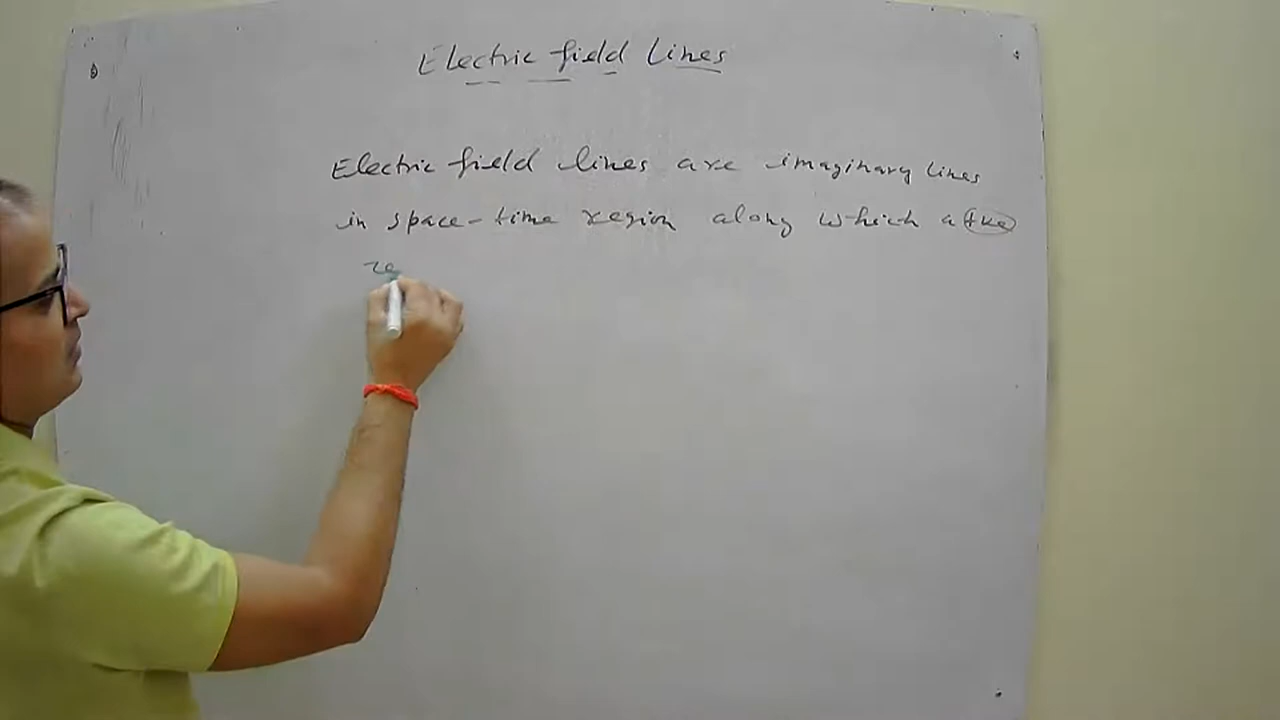 Electric field Lines
Electric field lines are imaginary lines
in space-time region along which a +ve